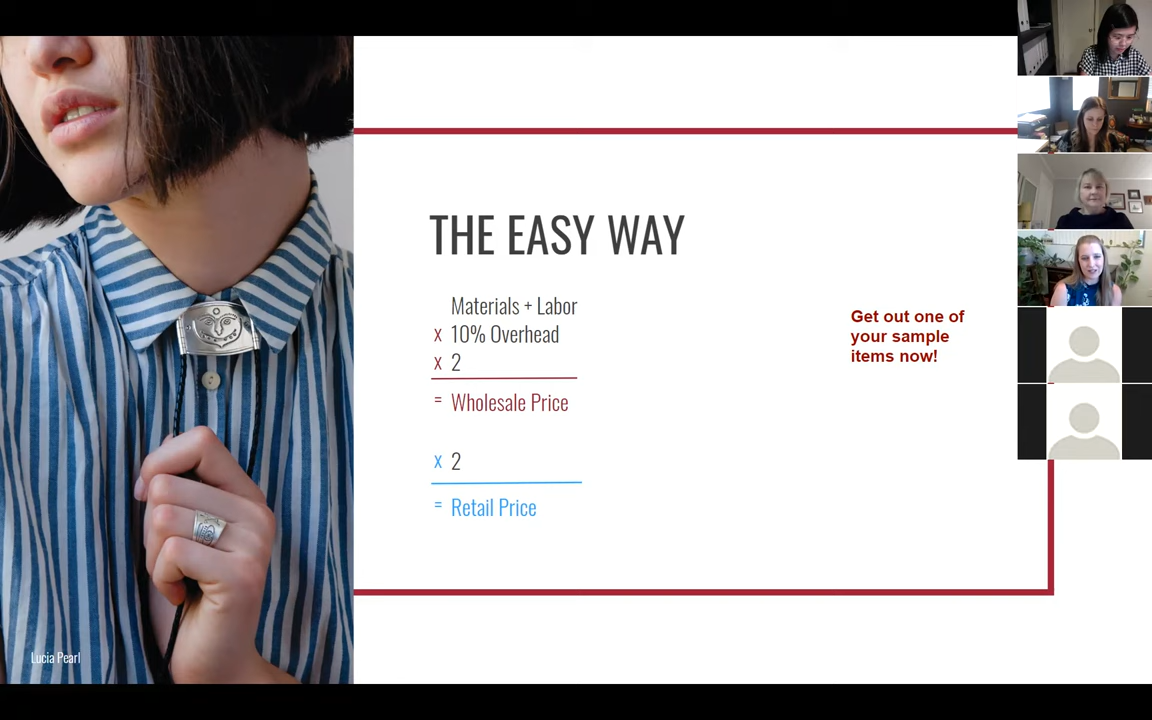 THE EASY WAY
Materials + Labor
x 10% Overhead
x 2
= Wholesale Price
x 2
= Retail Price
Get out one of
your sample
items now!
Lucia Pearl